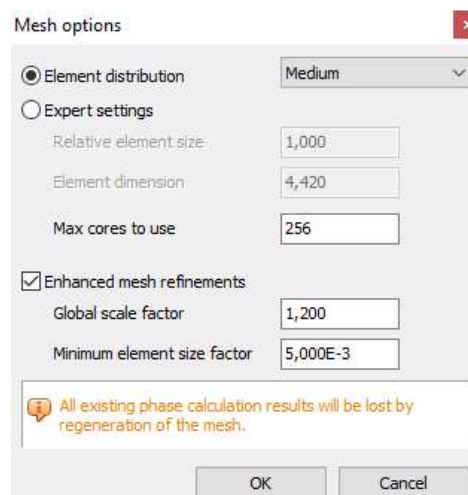 Mesh options
Element distribution Medium
Expert settings
Relative element size 1,000
Element dimension 4,420
Max cores to use 256
Enhanced mesh refinements
Global scale factor 1,200
Minimum element size factor 5,000E-3
All existing phase calculation results will be lost by
regeneration of the mesh.
OK Cancel